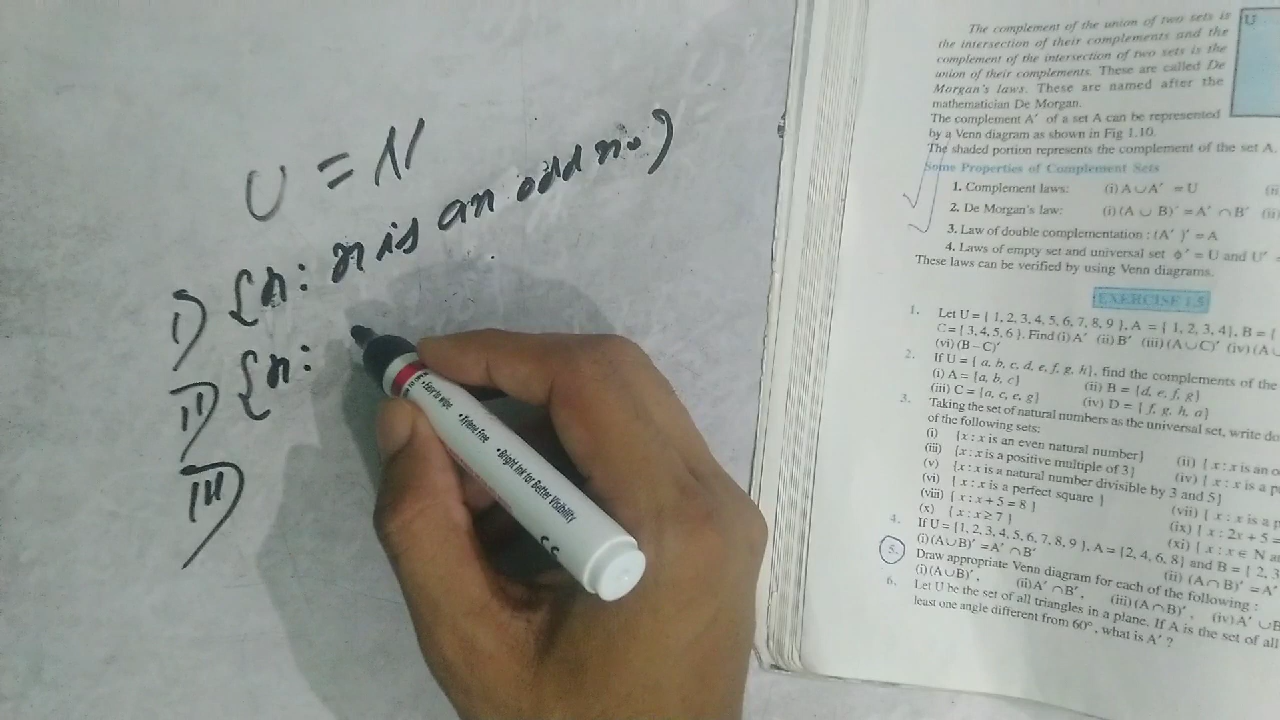 U = N
I) {x: x is an odd no.}
II) {x:
III)
• Easy to wipe.
• Xylene Free.
• Bright Ink for Better Visibility
The complement of the union of two sets is
the intersection of their complements and the
complement of the intersection of two sets is the
union of their complements. These are called De
Morgan's laws. These are named after the
mathematician De Morgan.
The complement A′ of a set A can be represented
by a Venn diagram as shown in Fig 1.10.
The shaded portion represents the complement of the set A.
U
Some Properties of Complement Sets
1. Complement laws: (i) A ∪ A′ = U (ii
2. De Morgan's law: (i) (A ∪ B)′ = A′ ∩ B′ (ii)
3. Law of double complementation : (A′ )′ = A
4. Laws of empty set and universal set φ′ = U and U′ =
These laws can be verified by using Venn diagrams.
EXERCISE 1.5
1. Let U = { 1, 2, 3, 4, 5, 6, 7, 8, 9 }, A = { 1, 2, 3, 4}, B = {
C = { 3, 4, 5, 6 }. Find (i) A′ (ii) B′ (iii) (A ∪ C)′ (iv) (A ∪
(vi) (B – C)′
2. If U = { a, b, c, d, e, f, g, h}, find the complements of the
(i) A = {a, b, c} (ii) B = {d, e, f, g}
(iii) C = {a, c, e, g} (iv) D = { f, g, h, a}
3. Taking the set of natural numbers as the universal set, write do
of the following sets:
(i) {x : x is an even natural number} (ii) { x : x is an o
(iii) {x : x is a positive multiple of 3} (iv) { x : x is a p
(v) {x : x is a natural number divisible by 3 and 5}
(vi) { x : x is a perfect square } (vii) { x : x is a p
(viii) { x : x + 5 = 8 } (ix) { x : 2x + 5 =
(x) { x : x ≥ 7 } (xi) { x : x ∈ N an
4. If U = {1, 2, 3, 4, 5, 6, 7, 8, 9 }, A = {2, 4, 6, 8} and B = { 2, 3
(i) (A ∪ B)′ = A′ ∩ B′ (ii) (A ∩ B)′ = A′
5. Draw appropriate Venn diagram for each of the following :
(i) (A ∪ B)′, (ii) A′ ∩ B′, (iii) (A ∩ B)′, (iv) A′ ∪ B
6. Let U be the set of all triangles in a plane. If A is the set of all
least one angle different from 60°, what is A′ ?